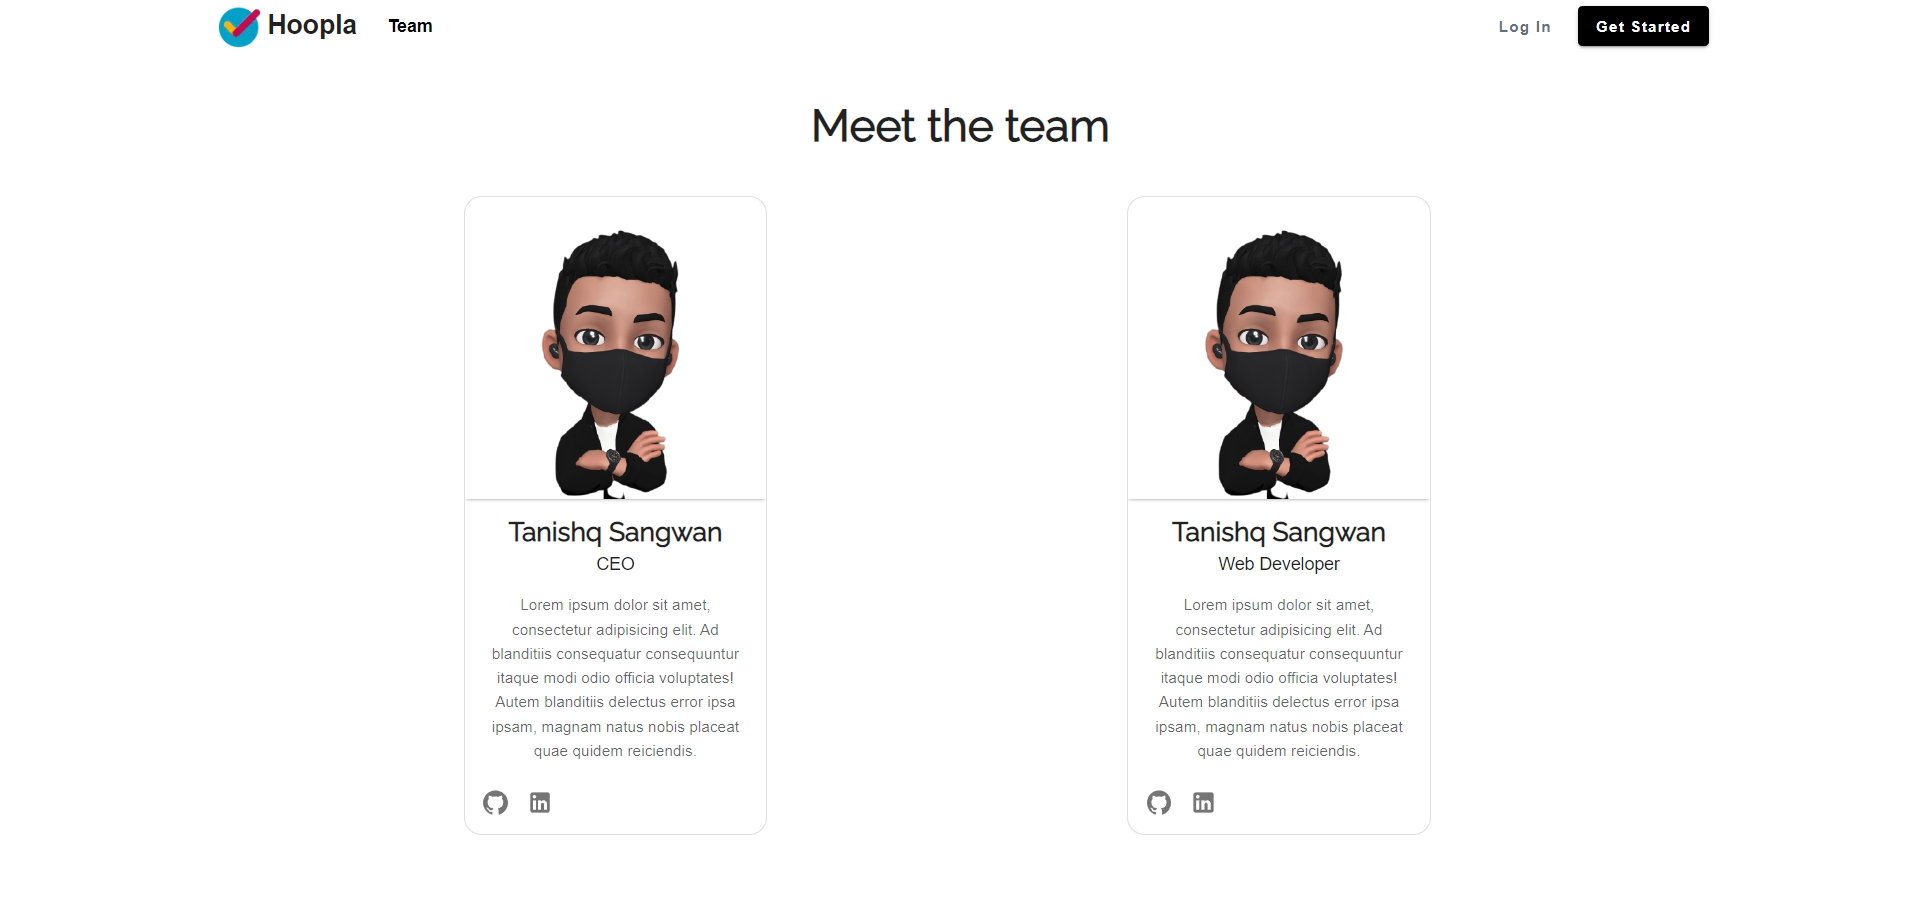 Hoopla
Team
Log In
Get Started
Meet the team
Tanishq Sangwan
CEO
Lorem ipsum dolor sit amet,
consectetur adipisicing elit. Ad
blanditiis consequatur consequuntur
itaque modi odio officia voluptates!
Autem blanditiis delectus error ipsa
ipsam, magnam natus nobis placeat
quae quidem reiciendis.
in
Tanishq Sangwan
Web Developer
Lorem ipsum dolor sit amet,
consectetur adipisicing elit. Ad
blanditiis consequatur consequuntur
itaque modi odio officia voluptates!
Autem blanditiis delectus error ipsa
ipsam, magnam natus nobis placeat
quae quidem reiciendis.
in